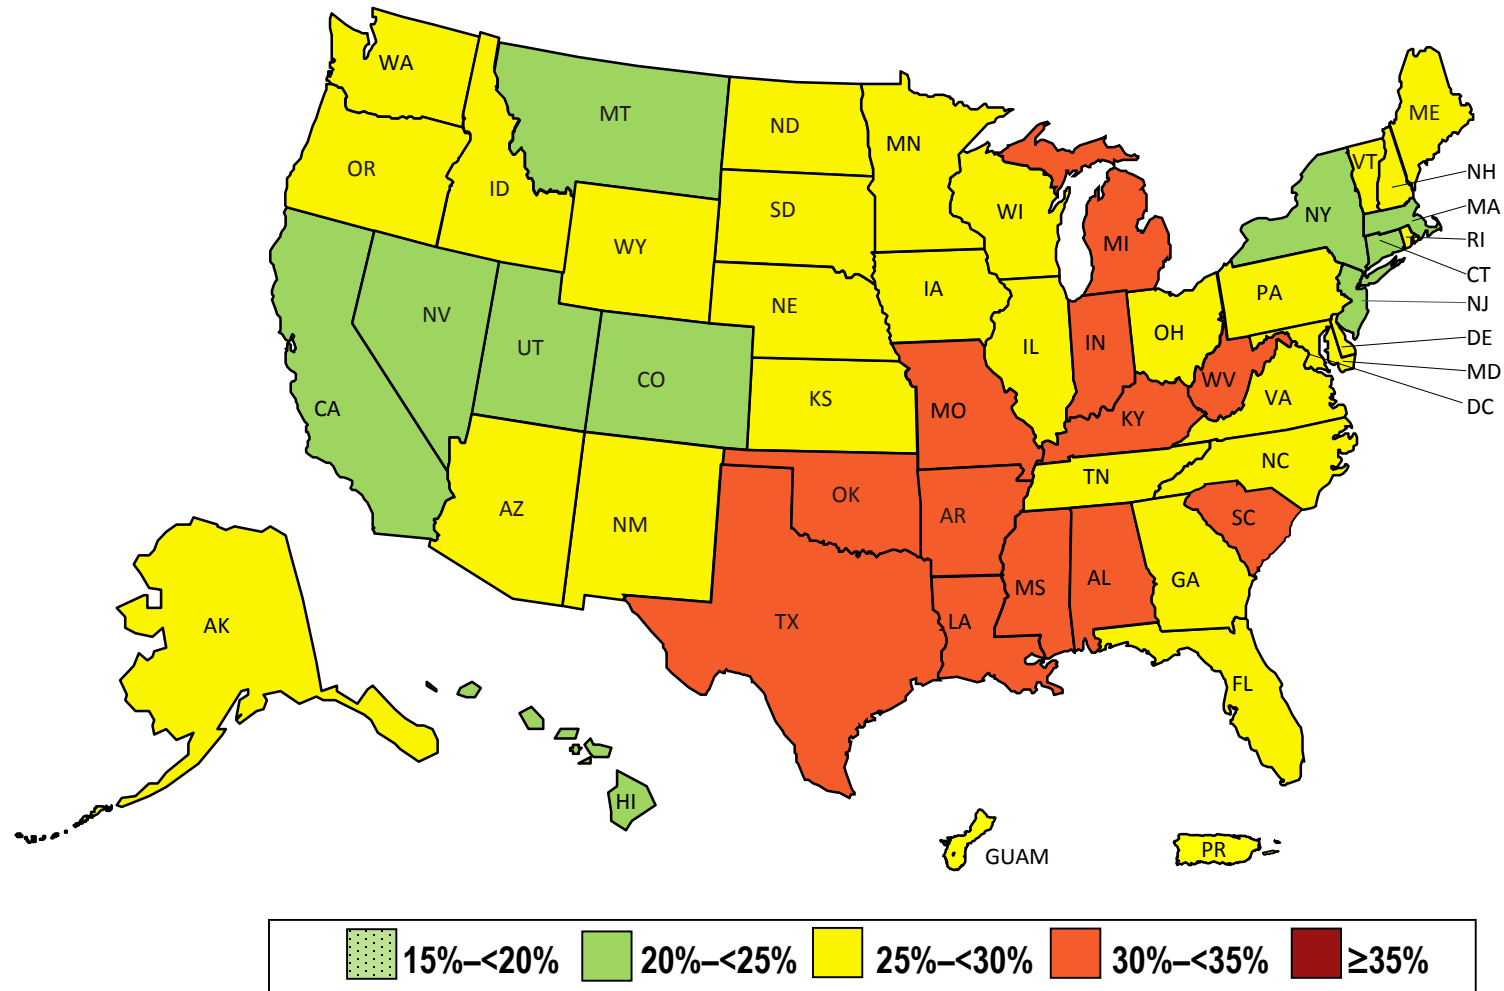 WA
MT
ND
MN
ME
OR
ID
SD
WI
VT
NH
NY
MA
WY
MI
RI
IA
CT
NE
PA
NJ
NV
UT
IL
IN
OH
DE
CO
MD
WV
CA
KS
MO
KY
VA
DC
TN
NC
AZ
NM
OK
AR
SC
MS
AL
GA
AK
TX
LA
FL
HI
GUAM
PR
15%–<20%
20%–<25%
25%–<30%
30%–<35%
≥35%